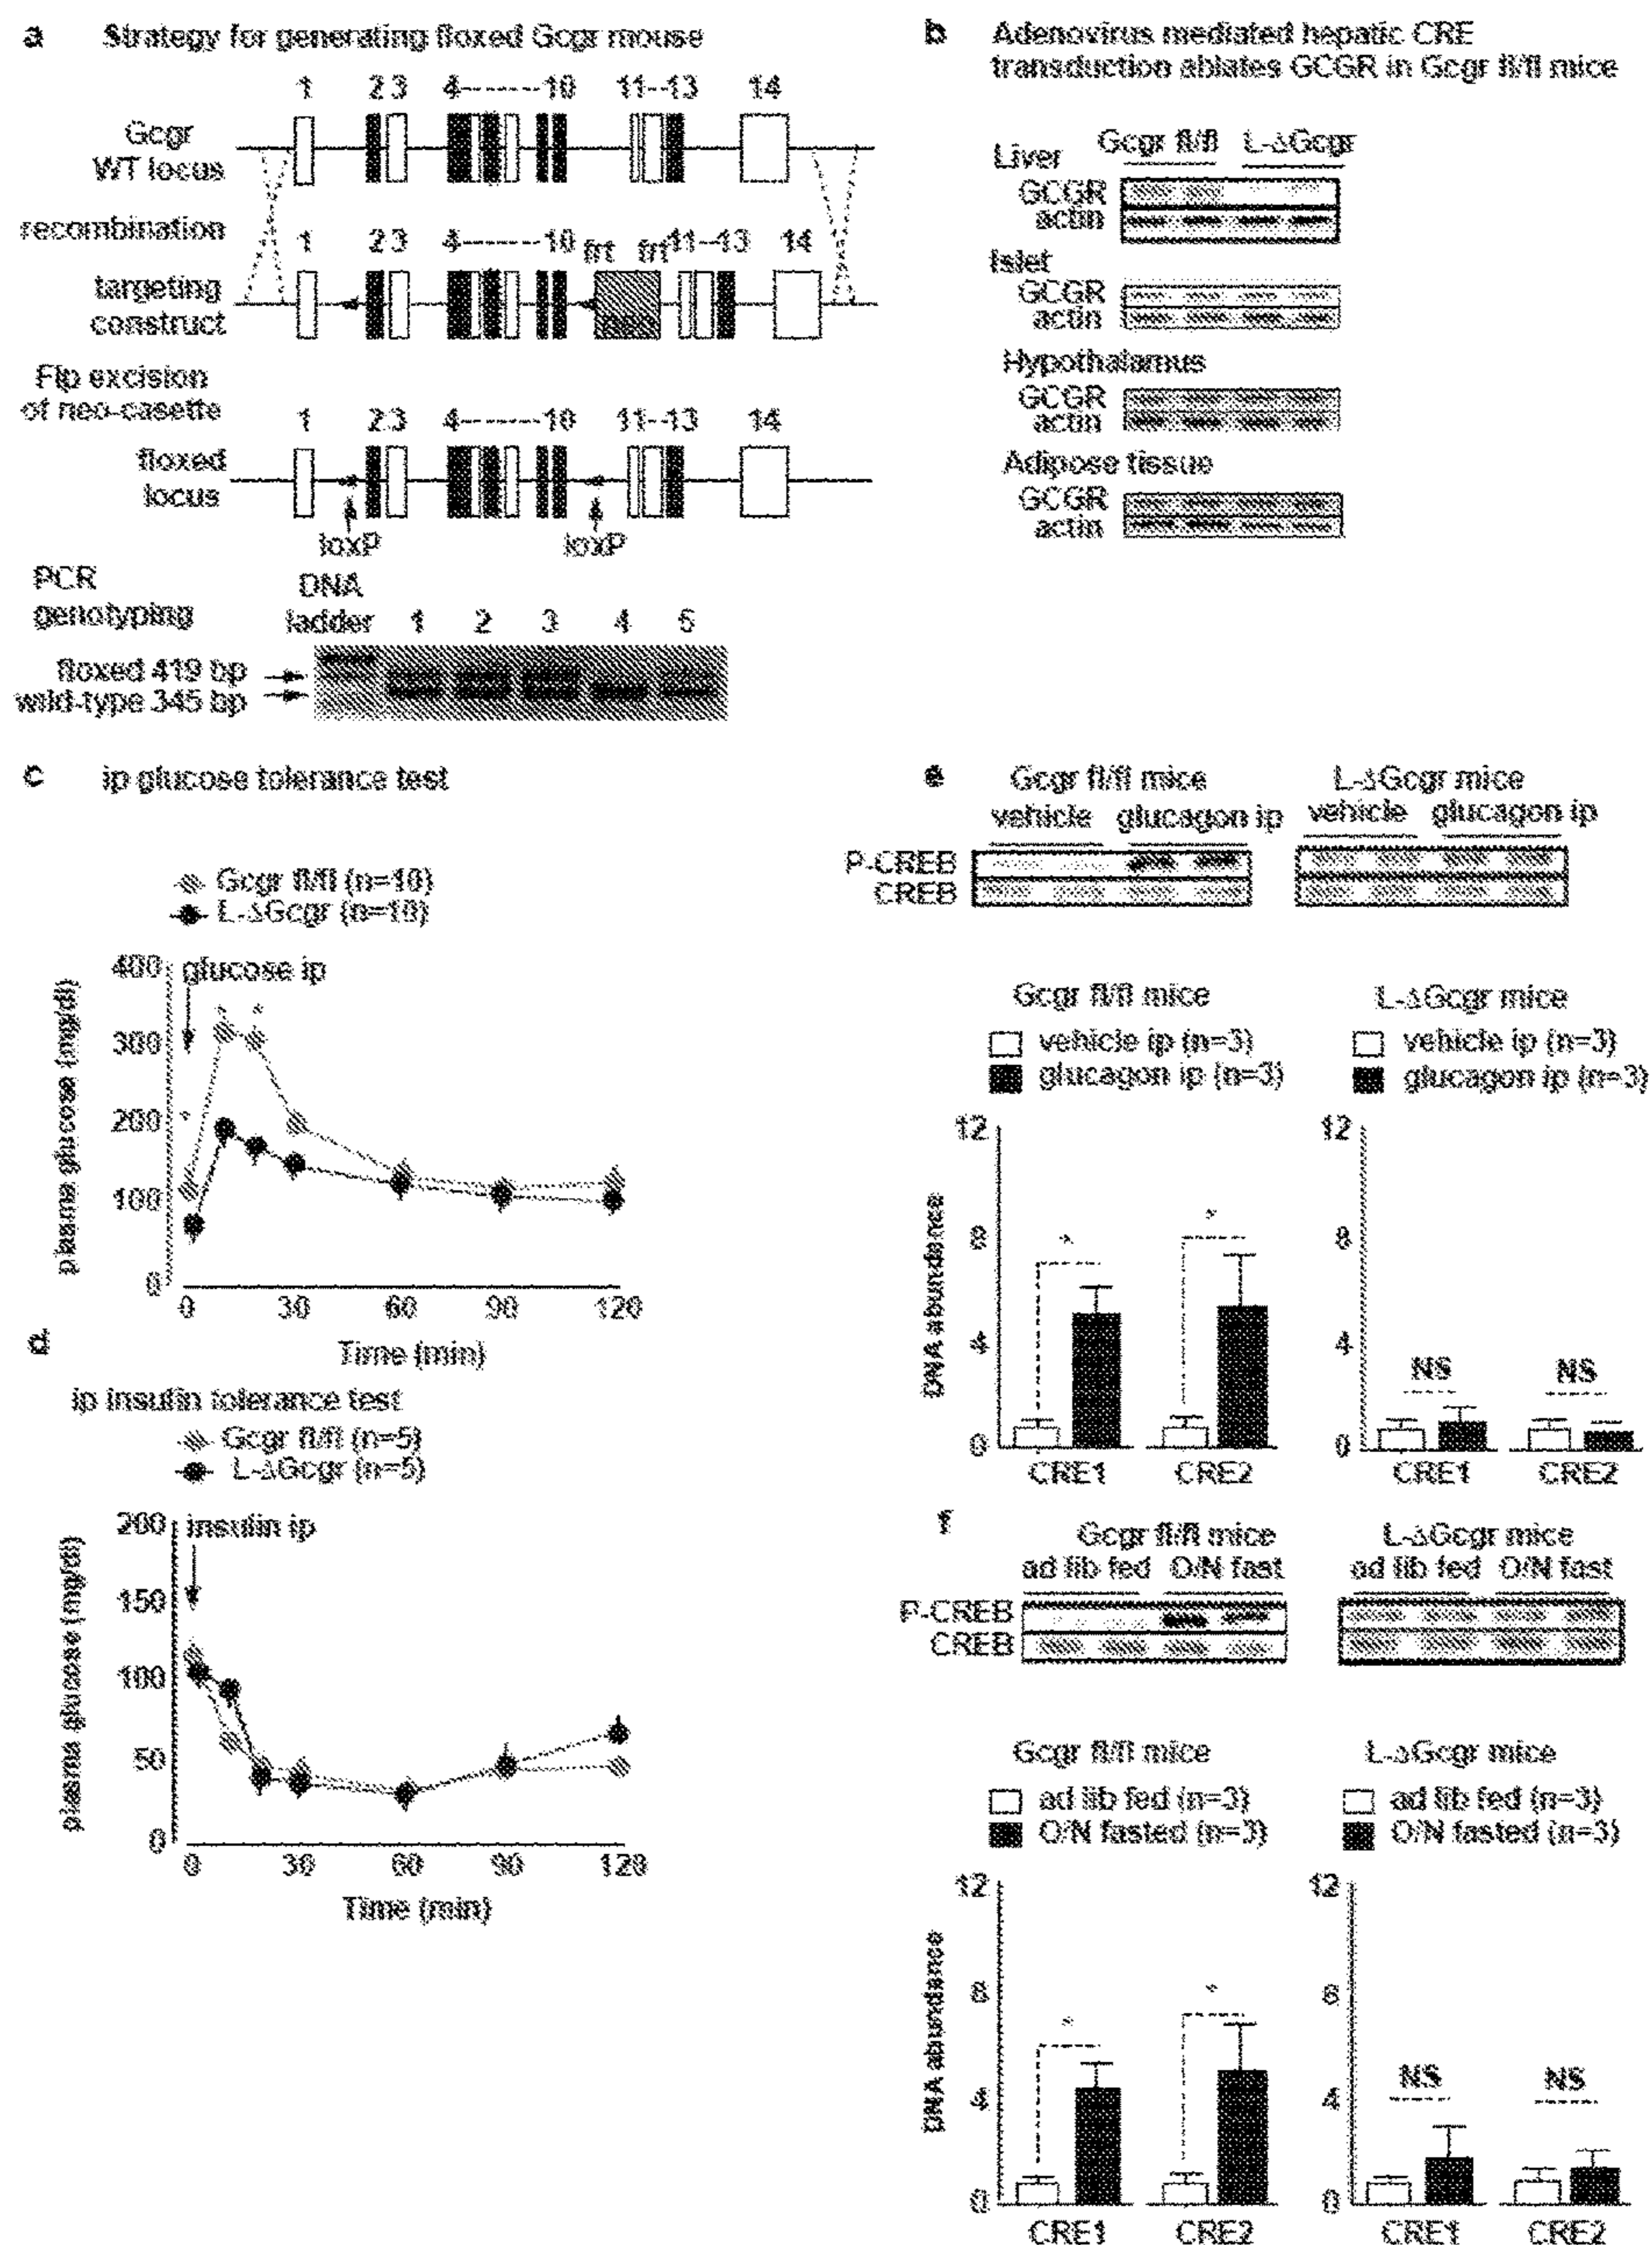 a Strategy for generating floxed Gcgr mouse
1 2 3 4-------10 11--13 14
Gcgr
WT locus
recombination
1 2 3 4-------10 frt frt 11--13 14
targeting
construct
neo
Flp excision
of neo-casette
1 2 3 4-------10 11--13 14
floxed
locus
loxP loxP
PCR
genotyping
DNA
ladder 1 2 3 4 5
floxed 419 bp
wild-type 345 bp
b Adenovirus mediated hepatic CRE
transduction ablates GCGR in Gcgr fl/fl mice
Gcgr fl/fl L-ΔGcgr
Liver
GCGR
actin
Islet
GCGR
actin
Hypothalamus
GCGR
actin
Adipose tissue
GCGR
actin
c ip glucose tolerance test
Gcgr fl/fl (n=10)
L-ΔGcgr (n=10)
plasma glucose (mg/dl)
400
300
200
100
0
glucose ip
* *
*
0 30 60 90 120
Time (min)
d
ip insulin tolerance test
Gcgr fl/fl (n=5)
L-ΔGcgr (n=5)
plasma glucose (mg/dl)
200
150
100
50
0
insulin ip
0 30 60 90 120
Time (min)
e Gcgr fl/fl mice L-ΔGcgr mice
vehicle glucagon ip vehicle glucagon ip
P-CREB
CREB
Gcgr fl/fl mice L-ΔGcgr mice
vehicle ip (n=3) vehicle ip (n=3)
glucagon ip (n=3) glucagon ip (n=3)
DNA abundance
12 12
8 8
4 4
0 0
* * NS NS
CRE1 CRE2 CRE1 CRE2
f Gcgr fl/fl mice L-ΔGcgr mice
ad lib fed O/N fast ad lib fed O/N fast
P-CREB
CREB
Gcgr fl/fl mice L-ΔGcgr mice
ad lib fed (n=3) ad lib fed (n=3)
O/N fasted (n=3) O/N fasted (n=3)
DNA abundance
12 12
8 8
4 4
0 0
* * NS NS
CRE1 CRE2 CRE1 CRE2